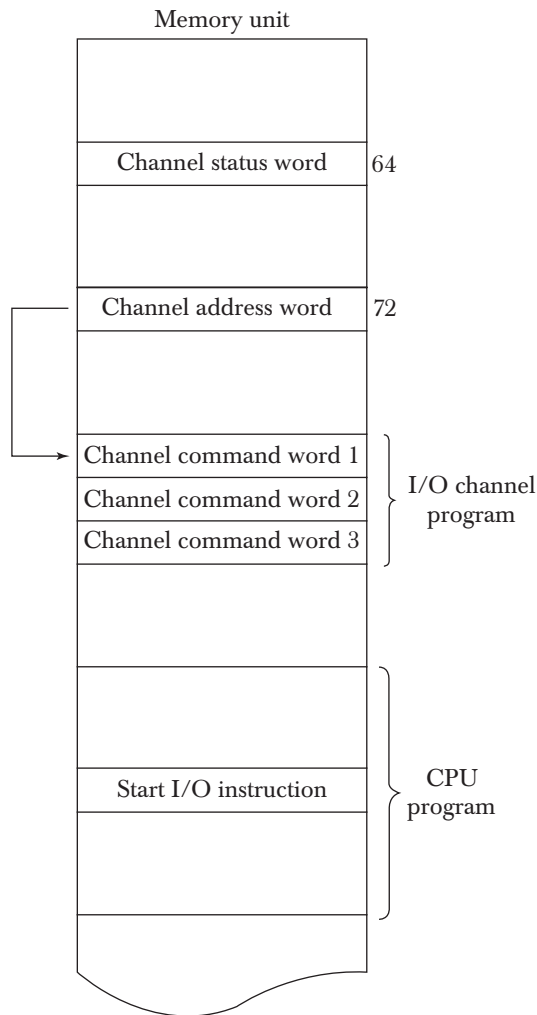 Memory unit
Channel status word 64
Channel address word 72
Channel command word 1
Channel command word 2
Channel command word 3
I/O channel
program
Start I/O instruction
CPU
program